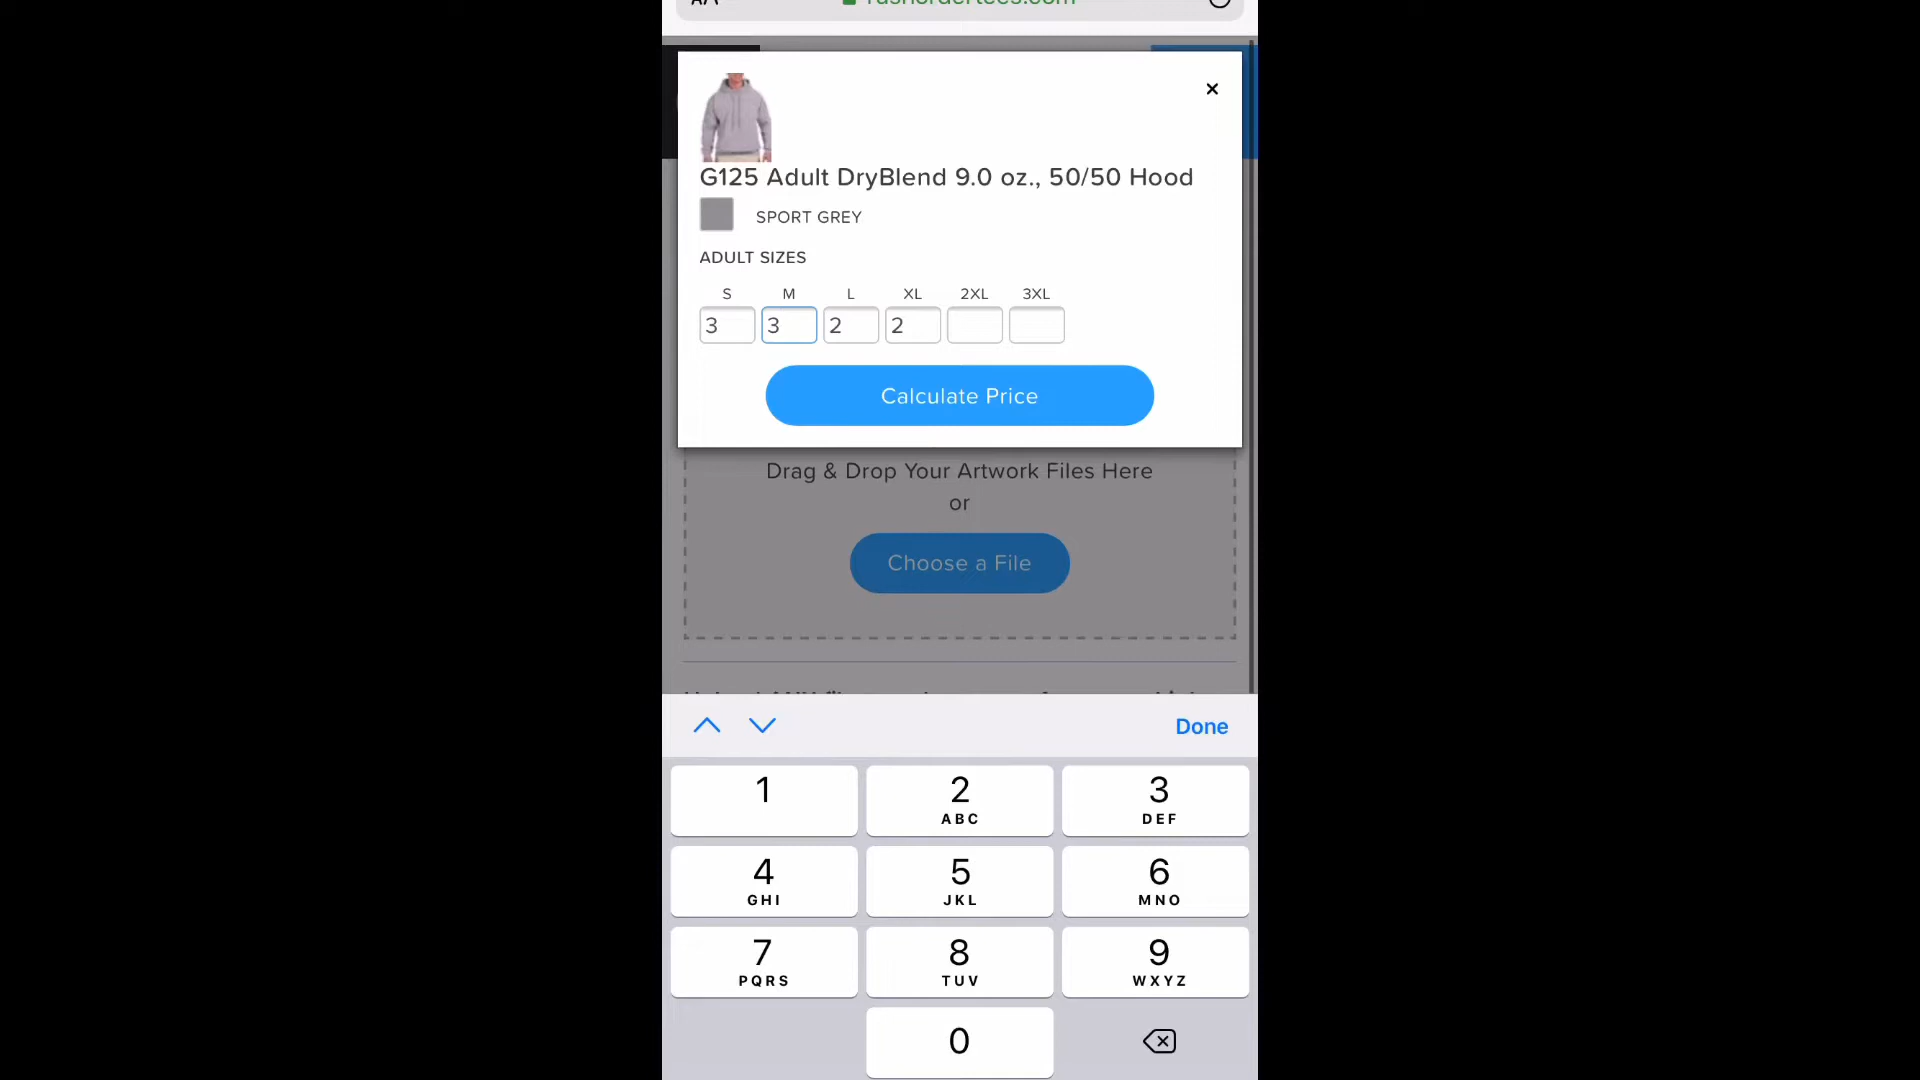 rushordertees.com
×
G125 Adult DryBlend 9.0 oz., 50/50 Hood
SPORT GREY
ADULT SIZES
S M L XL 2XL 3XL
3 3 2 2
Calculate Price
Drag & Drop Your Artwork Files Here
or
Choose a File
Done
1 2 3
ABC DEF
4 5 6
GHI JKL MNO
7 8 9
PQRS TUV WXYZ
0